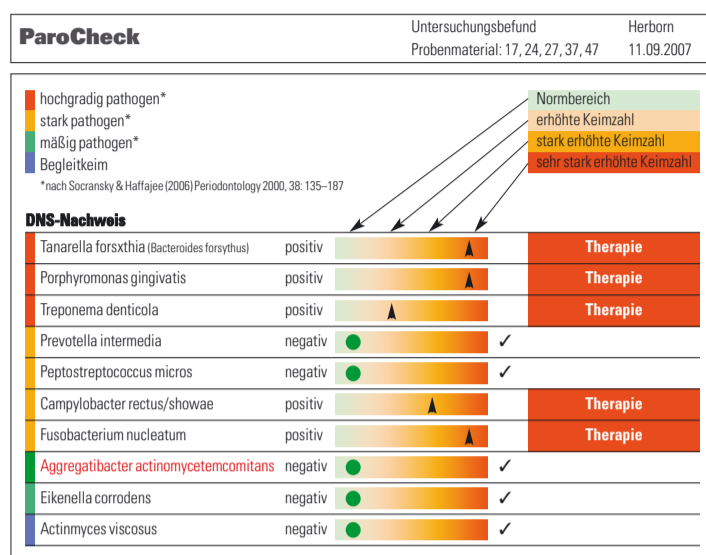 ParoCheck
Untersuchungsbefund Herborn
Probenmaterial: 17, 24, 27, 37, 47 11.09.2007
hochgradig pathogen*
stark pathogen*
mäßig pathogen*
Begleitkeim
*nach Socransky & Haffajee (2006) Periodontology 2000, 38: 135–187
Normbereich
erhöhte Keimzahl
stark erhöhte Keimzahl
sehr stark erhöhte Keimzahl
DNS-Nachweis
Tanarella forsxthia (Bacteroides forsythus) positiv Therapie
Porphyromonas gingivatis positiv Therapie
Treponema denticola positiv Therapie
Prevotella intermedia negativ ✓
Peptostreptococcus micros negativ ✓
Campylobacter rectus/showae positiv Therapie
Fusobacterium nucleatum positiv Therapie
Aggregatibacter actinomycetemcomitans negativ ✓
Eikenella corrodens negativ ✓
Actinmyces viscosus negativ ✓